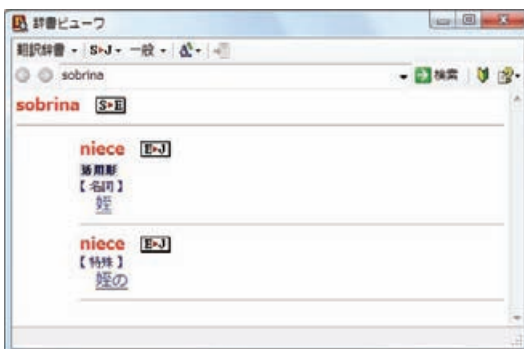 辞書ビューワ
翻訳辞書 S▸J 一般
sobrina 検索
sobrina S▸E
niece E▸J
活用形
【名詞】
姪
niece E▸J
【特殊】
姪の